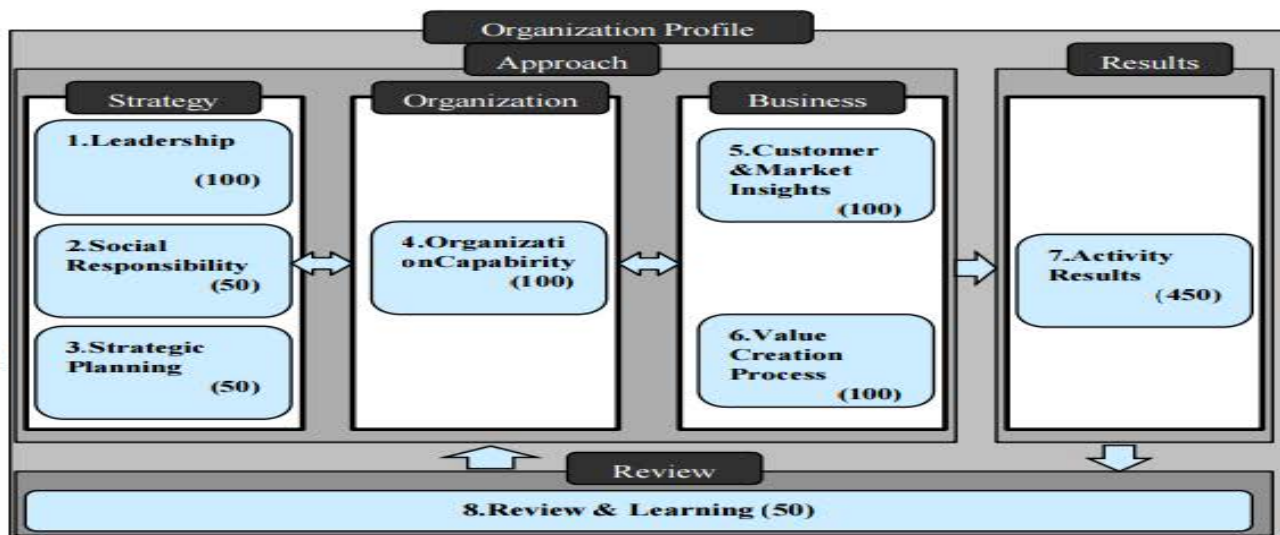 Organization Profile
Approach
Results
Strategy
Organization
Business
1.Leadership
(100)
2.Social
Responsibility
(50)
3.Strategic
Planning
(50)
4.Organizati
onCapabirity
(100)
5.Customer
&Market
Insights
(100)
6.Value
Creation
Process
(100)
7.Activity
Results
(450)
Review
8.Review & Learning (50)